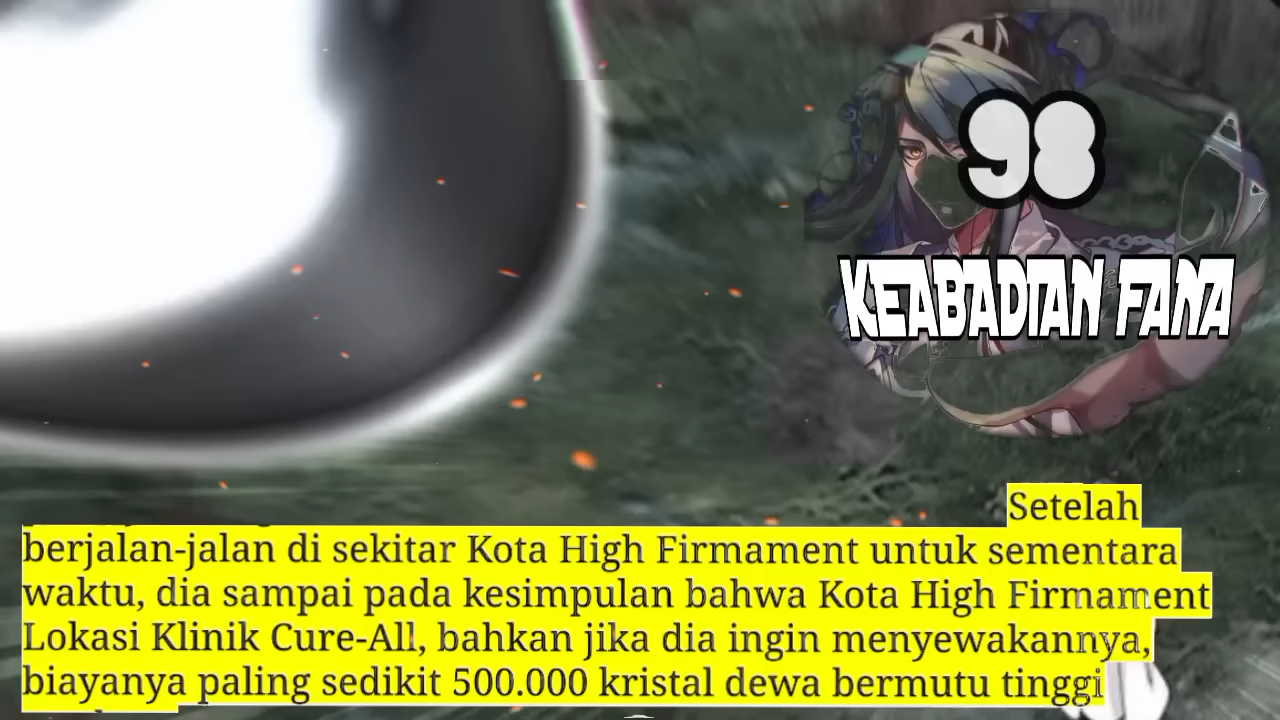 98
KEABADIAN FANA
Setelah
berjalan-jalan di sekitar Kota High Firmament untuk sementara
waktu, dia sampai pada kesimpulan bahwa Kota High Firmament
Lokasi Klinik Cure-All, bahkan jika dia ingin menyewakannya,
biayanya paling sedikit 500.000 kristal dewa bermutu tinggi